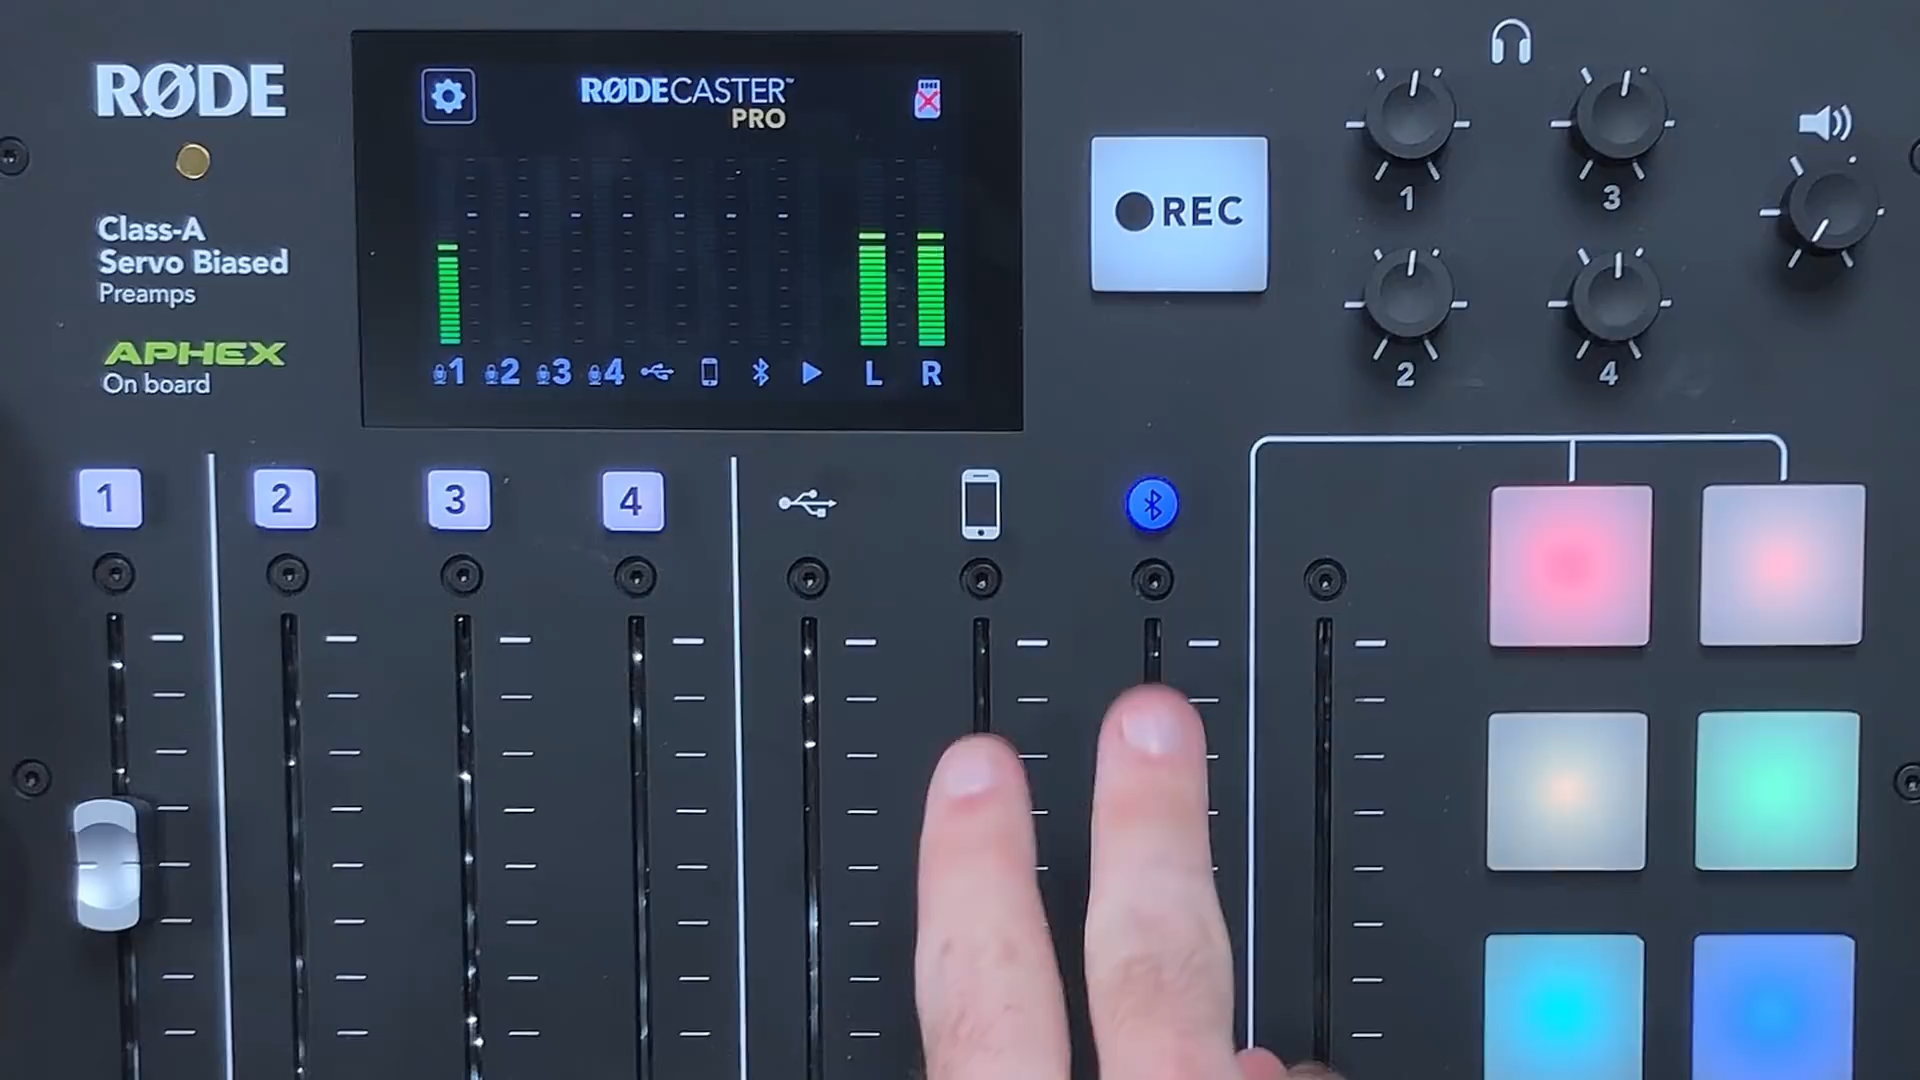 RØDE
Class-A
Servo Biased
Preamps
APHEX
On board
RØDECASTER™
PRO
1 2 3 4 L R
REC
1
3
2
4
1 2 3 4